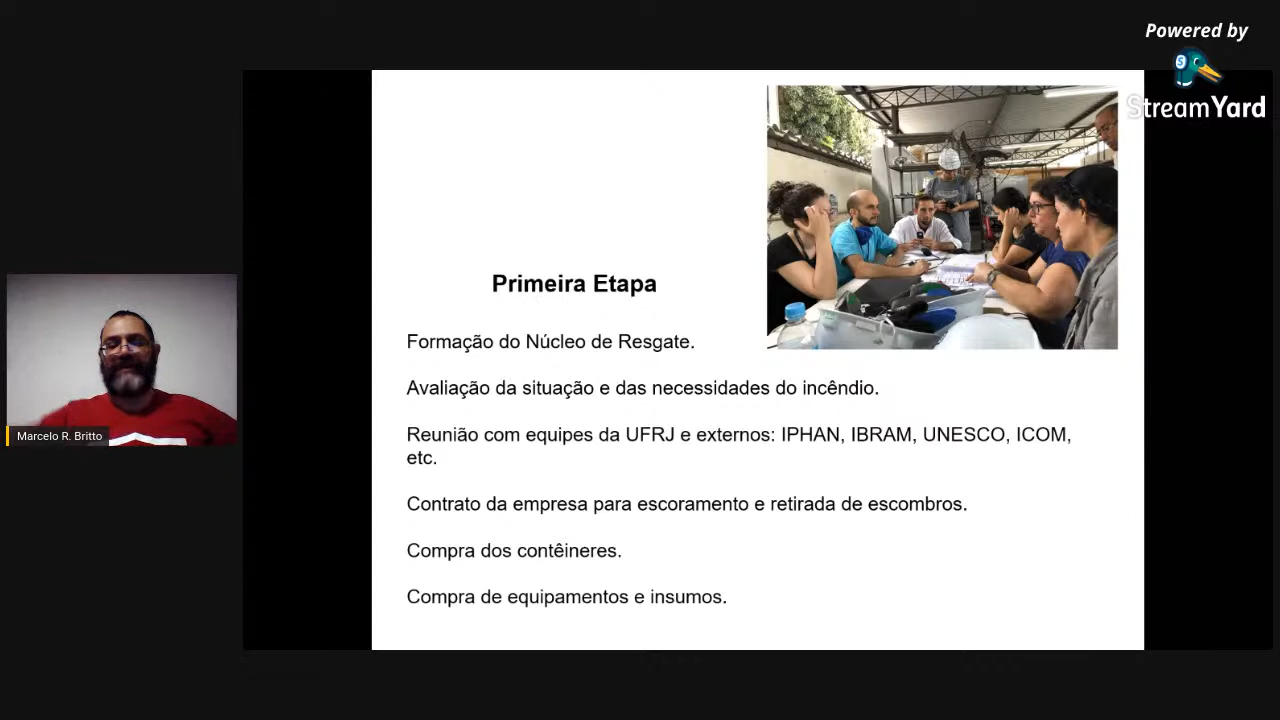 Powered by
StreamYard
Primeira Etapa
Formação do Núcleo de Resgate.
Avaliação da situação e das necessidades do incêndio.
Reunião com equipes da UFRJ e externos: IPHAN, IBRAM, UNESCO, ICOM,
etc.
Contrato da empresa para escoramento e retirada de escombros.
Compra dos contêineres.
Compra de equipamentos e insumos.
Marcelo R. Britto